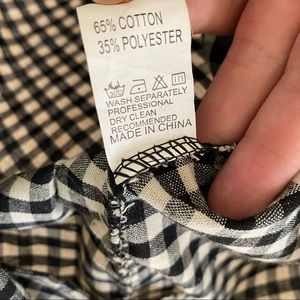 65% COTTON
35% POLYESTER
WASH SEPARATELY
PROFESSIONAL
DRY CLEAN
RECOMMENDED
MADE IN CHINA